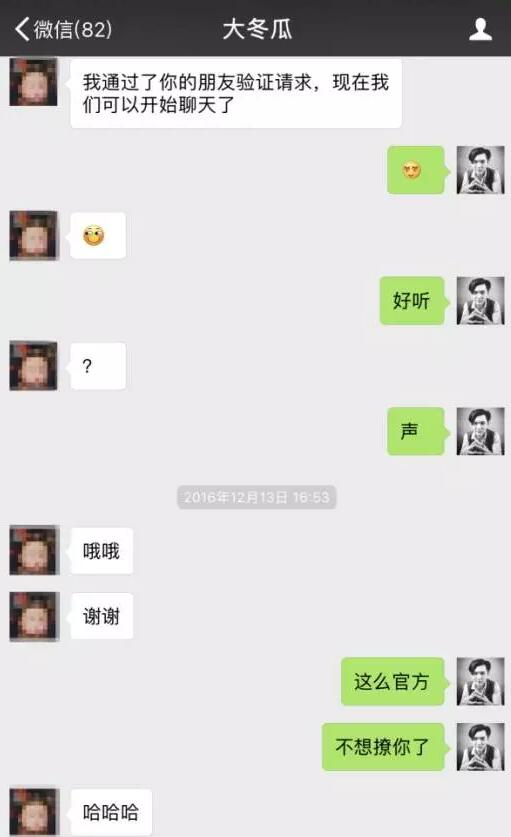 微信(82)
大冬瓜
我通过了你的朋友验证请求，现在我
们可以开始聊天了
好听
？
声
2016年12月13日 16:53
哦哦
谢谢
这么官方
不想撩你了
哈哈哈